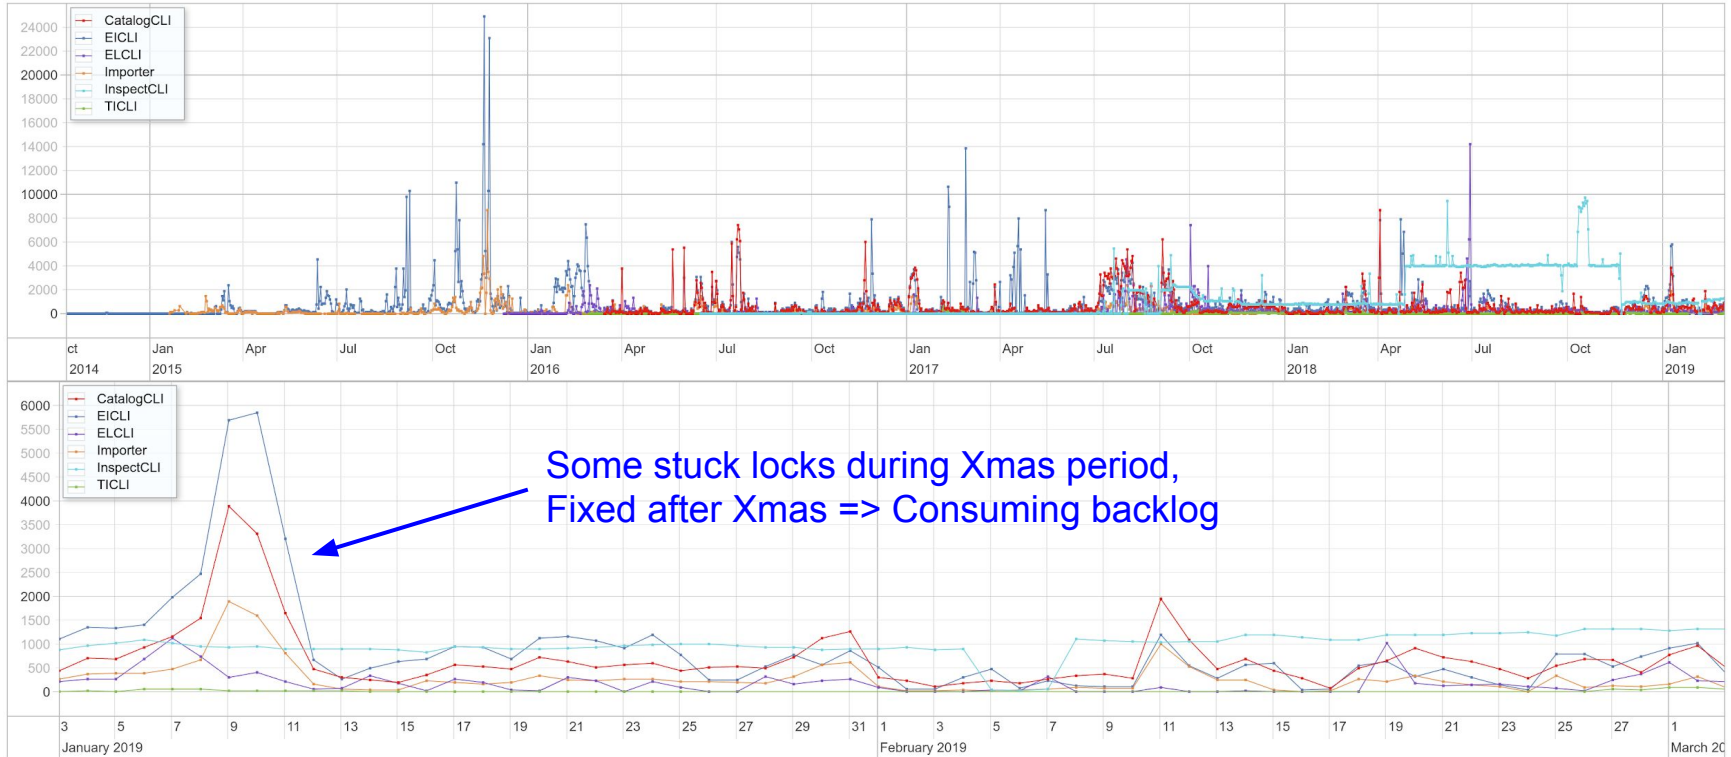 24000
22000
20000
18000
16000
14000
12000
10000
8000
6000
4000
2000
0
CatalogCLI
EICLI
ELCLI
Importer
InspectCLI
TICLI
ct Jan Apr Jul Oct Jan Apr Jul Oct Jan Apr Jul Oct Jan Apr Jul Oct Jan
2014 2015 2016 2017 2018 2019
6000
5500
5000
4500
4000
3500
3000
2500
2000
1500
1000
500
0
CatalogCLI
EICLI
ELCLI
Importer
InspectCLI
TICLI
Some stuck locks during Xmas period,
Fixed after Xmas => Consuming backlog
3 5 7 9 11 13 15 17 19 21 23 25 27 29 31 1 3 5 7 9 11 13 15 17 19 21 23 25 27 1
January 2019 February 2019 March 20